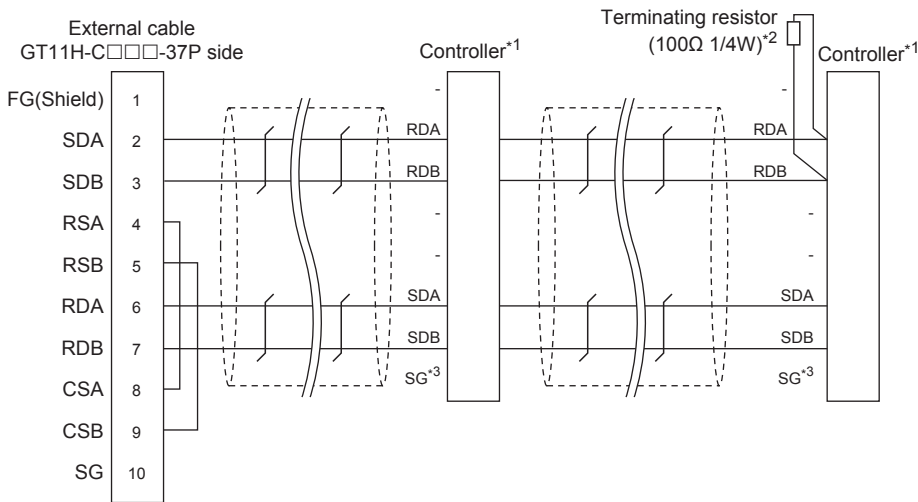 External cable
GT11H-C□□□-37P side
Controller*1
Terminating resistor
(100Ω 1/4W)*2
Controller*1
FG(Shield) 1 - -
SDA 2 RDA RDA
SDB 3 RDB RDB
RSA 4 - -
RSB 5 - -
RDA 6 SDA SDA
RDB 7 SDB SDB
CSA 8 SG*3 SG*3
CSB 9
SG 10